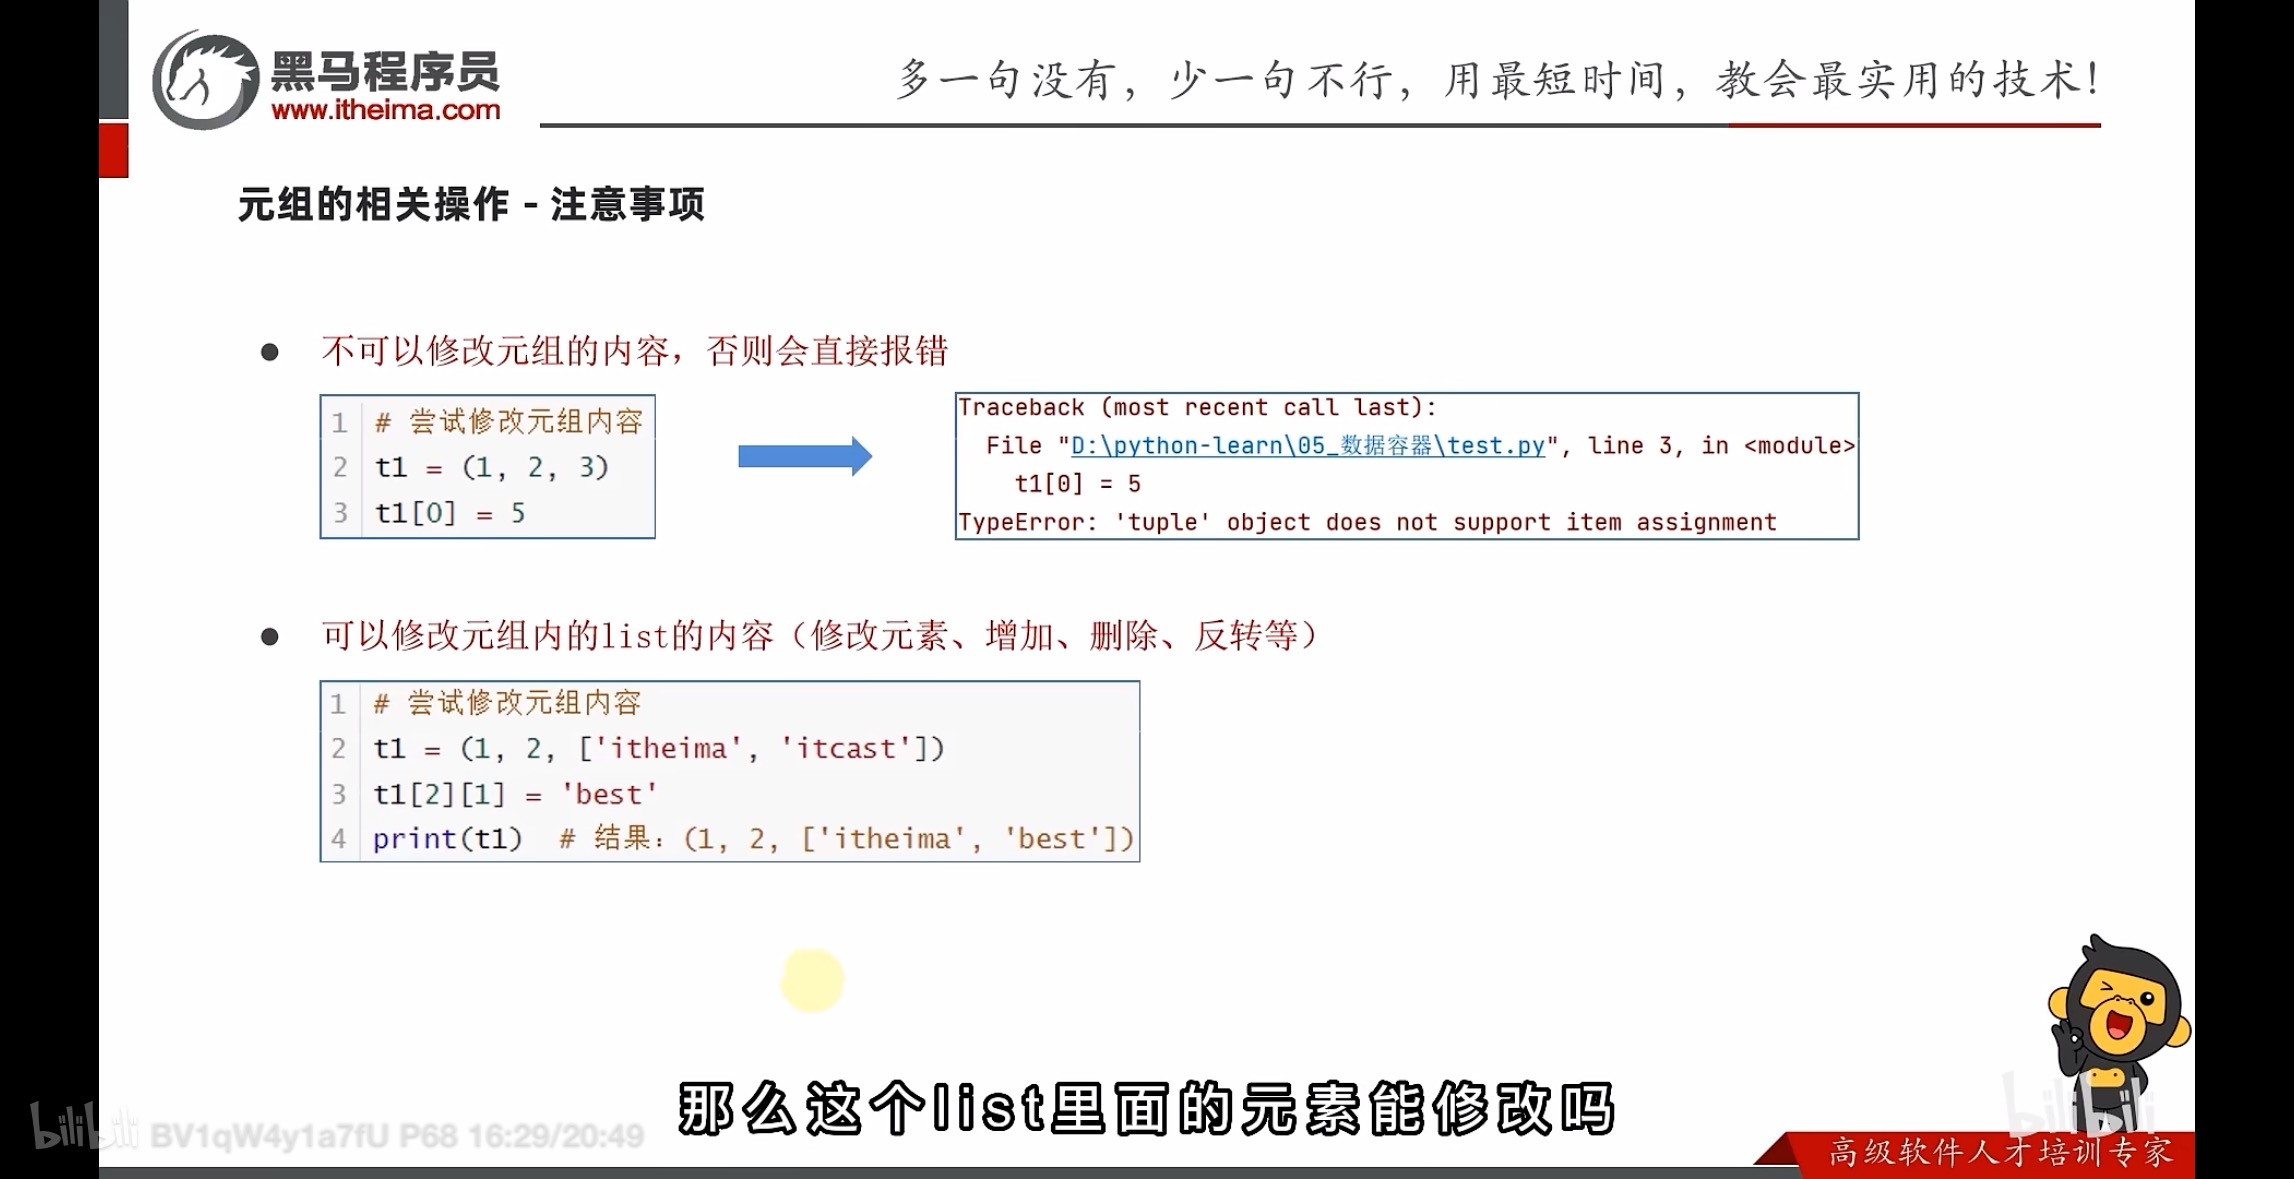 黑马程序员
www.itheima.com
多一句没有，少一句不行，用最短时间，教会最实用的技术！
元组的相关操作 - 注意事项
● 不可以修改元组的内容，否则会直接报错
1 # 尝试修改元组内容
2 t1 = (1, 2, 3)
3 t1[0] = 5
Traceback (most recent call last):
File "D:\python-learn\05_数据容器\test.py", line 3, in <module>
t1[0] = 5
TypeError: 'tuple' object does not support item assignment
● 可以修改元组内的list的内容（修改元素、增加、删除、反转等）
1 # 尝试修改元组内容
2 t1 = (1, 2, ['itheima', 'itcast'])
3 t1[2][1] = 'best'
4 print(t1) # 结果：(1, 2, ['itheima', 'best'])
那么这个list里面的元素能修改吗
bilibili BV1qW4y1a7fU P68 16:29/20:49
bilibili
高级软件人才培训专家